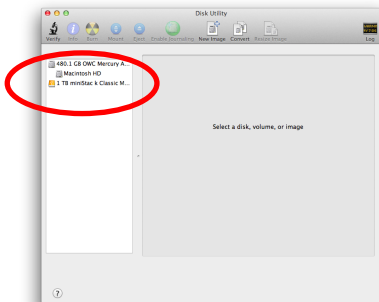 Disk Utility
Verify Info Burn Mount Eject Enable Journaling New Image Convert Resize Image Log
480.1 GB OWC Mercury A...
Macintosh HD
1 TB miniStac k Classic M...
Select a disk, volume, or image
?